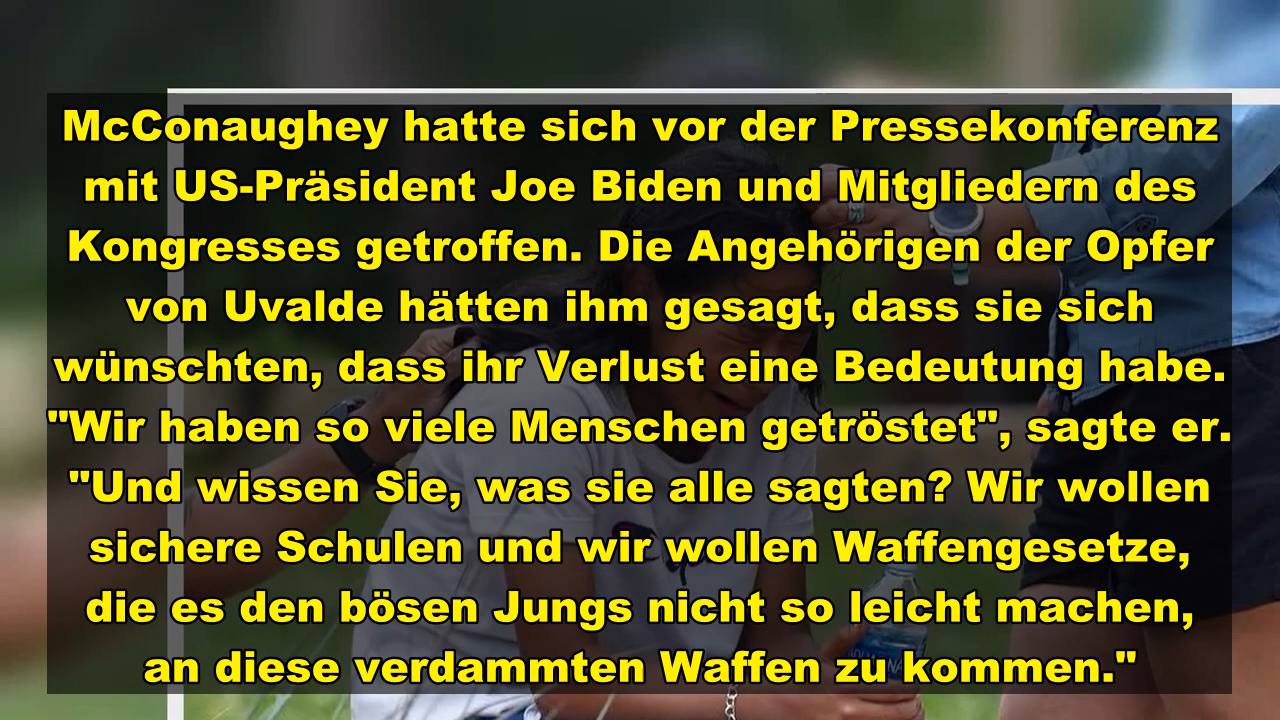 McConaughey hatte sich vor der Pressekonferenz
mit US-Präsident Joe Biden und Mitgliedern des
Kongresses getroffen. Die Angehörigen der Opfer
von Uvalde hätten ihm gesagt, dass sie sich
wünschten, dass ihr Verlust eine Bedeutung habe.
"Wir haben so viele Menschen getröstet", sagte er.
"Und wissen Sie, was sie alle sagten? Wir wollen
sichere Schulen und wir wollen Waffengesetze,
die es den bösen Jungs nicht so leicht machen,
an diese verdammten Waffen zu kommen."